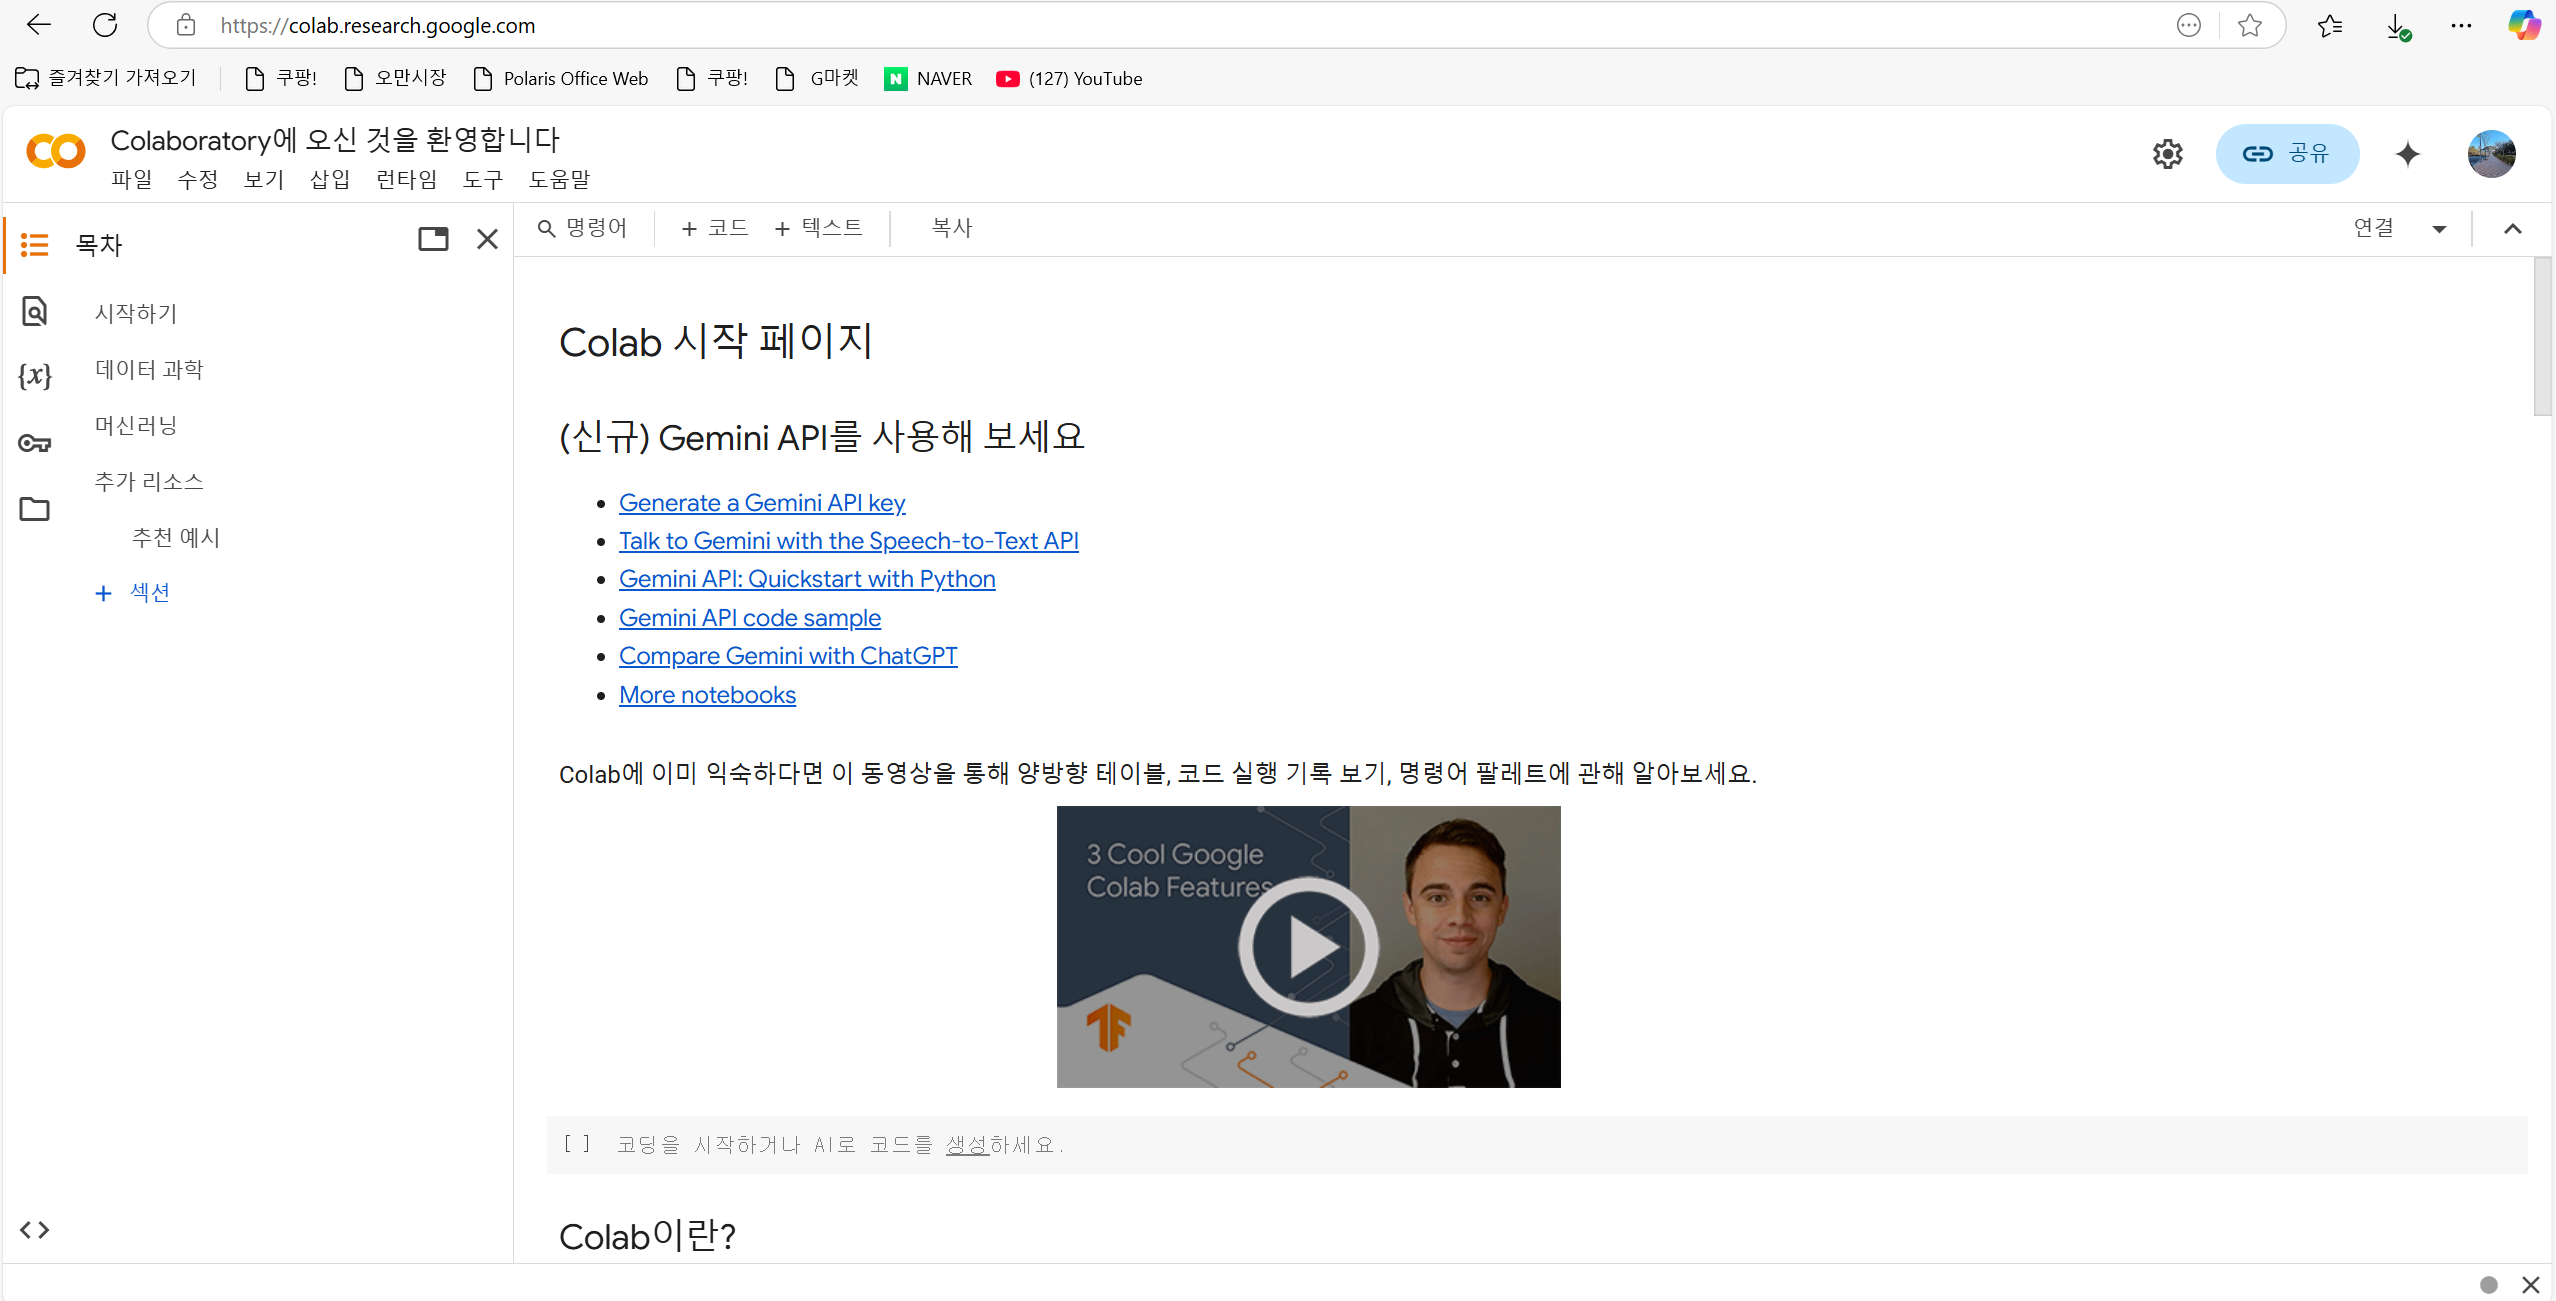 https://colab.research.google.com
즐겨찾기 가져오기 쿠팡! 오만시장 Polaris Office Web 쿠팡! G마켓 NAVER (127) YouTube
Colaboratory에 오신 것을 환영합니다
파일 수정 보기 삽입 런타임 도구 도움말
공유
목차
시작하기
데이터 과학
머신러닝
추가 리소스
추천 예시
+ 섹션
명령어 + 코드 + 텍스트 복사 연결
Colab 시작 페이지
(신규) Gemini API를 사용해 보세요
• Generate a Gemini API key
• Talk to Gemini with the Speech-to-Text API
• Gemini API: Quickstart with Python
• Gemini API code sample
• Compare Gemini with ChatGPT
• More notebooks
Colab에 이미 익숙하다면 이 동영상을 통해 양방향 테이블, 코드 실행 기록 보기, 명령어 팔레트에 관해 알아보세요.
3 Cool Google
Colab Features
[ ] 코딩을 시작하거나 AI로 코드를 생성하세요.
Colab이란?